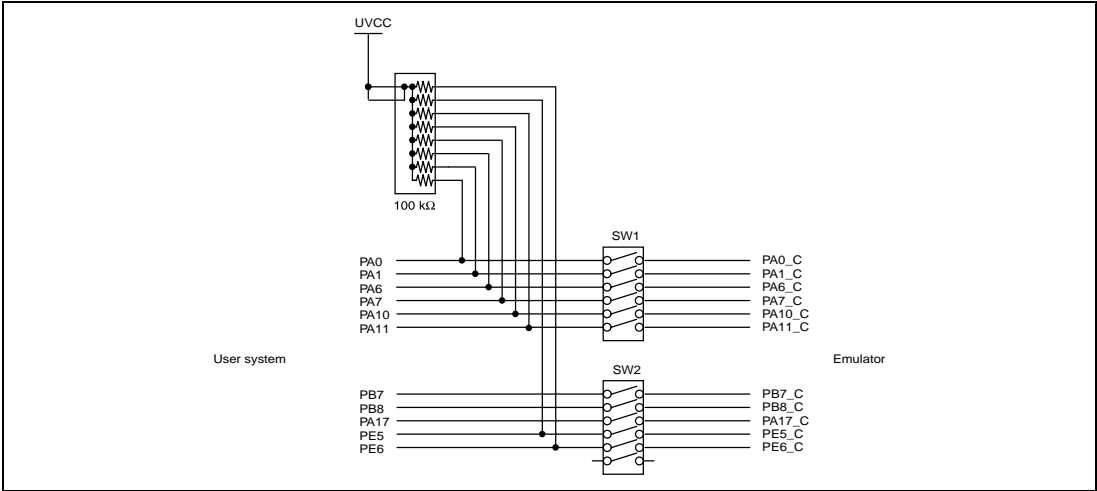 UVCC
100 kΩ
SW1
PA0 PA0_C
PA1 PA1_C
PA6 PA6_C
PA7 PA7_C
PA10 PA10_C
PA11 PA11_C
User system Emulator
SW2
PB7 PB7_C
PB8 PB8_C
PA17 PA17_C
PE5 PE5_C
PE6 PE6_C